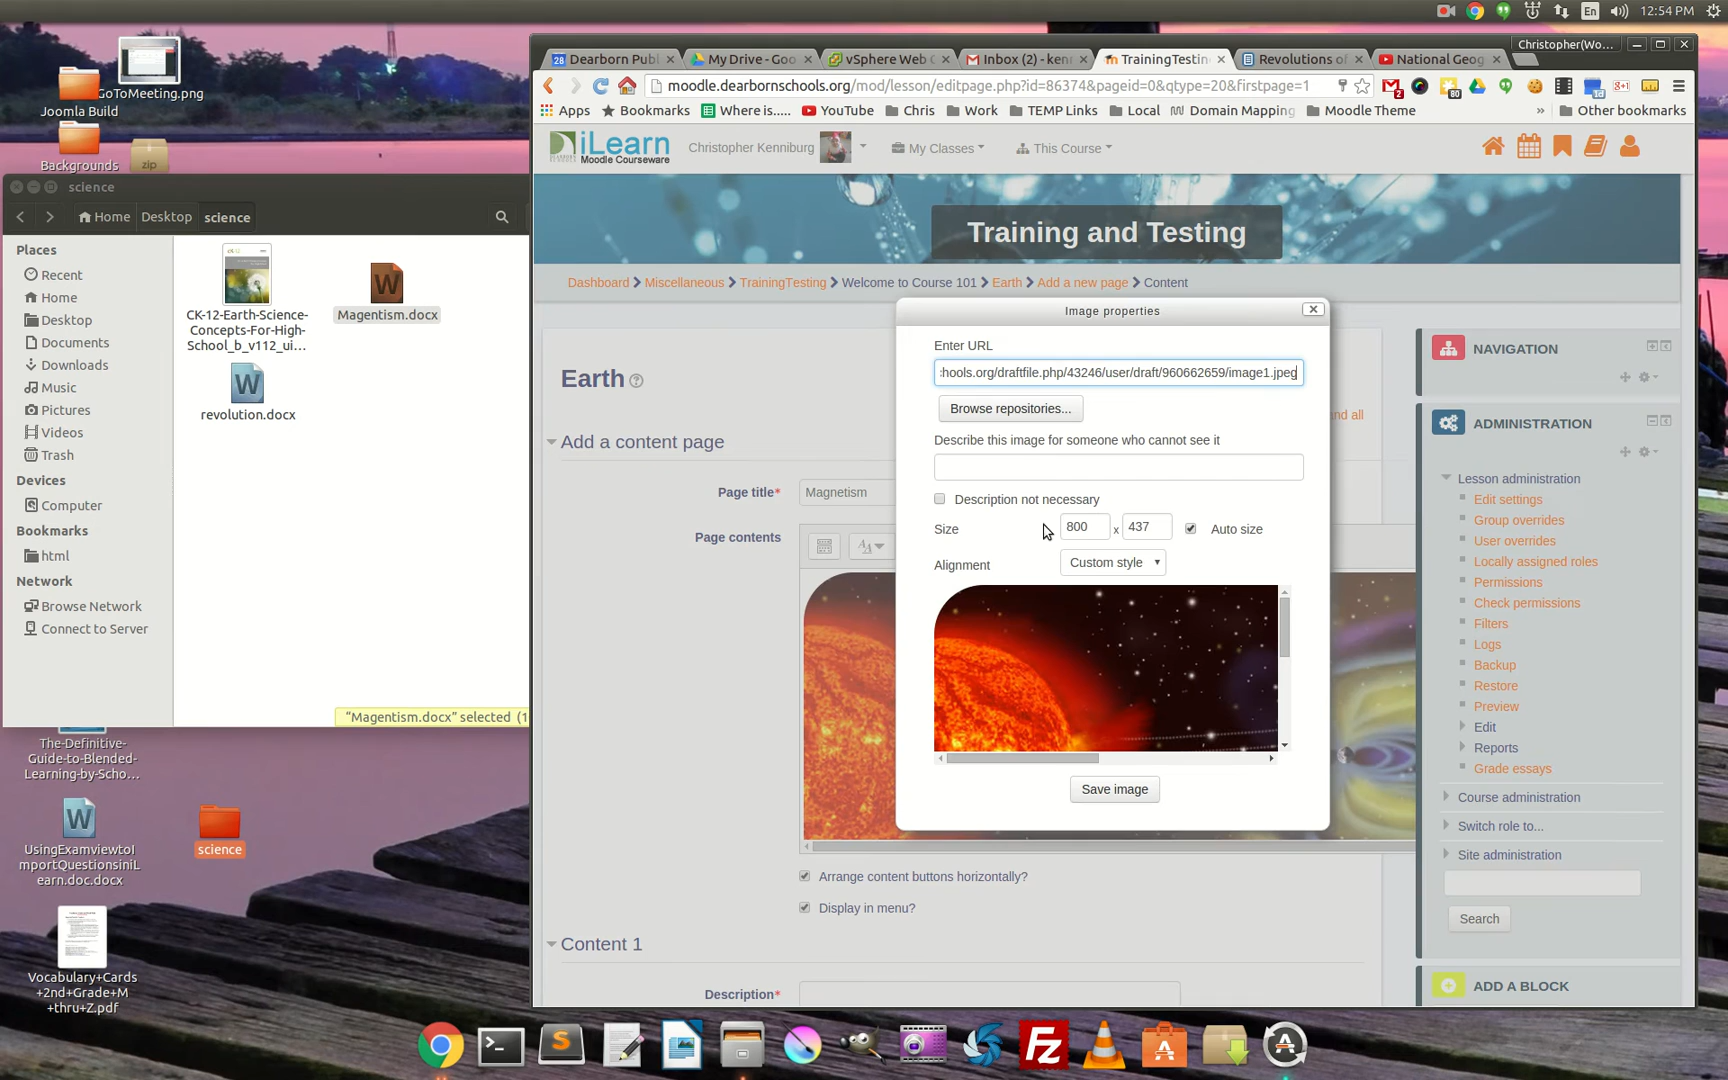 En
12:54 PM
GoToMeeting.png
Joomla Build
Backgrounds
zip
science
Home
Desktop
science
Places
Recent
Home
Desktop
Documents
Downloads
Music
Pictures
Videos
Trash
Devices
Computer
Bookmarks
html
Network
Browse Network
Connect to Server
CK-12-Earth-Science-
Concepts-For-High-
School_b_v112_ui…
Magentism.docx
revolution.docx
“Magentism.docx” selected (1
The-Definitive-
Guide-to-Blended-
Learning-by-Scho…
UsingExamviewto
ImportQuestionsiniL
earn.doc.docx
science
Vocabulary+Cards
+2nd+Grade+M
+thru+Z.pdf
Christopher(Wo...
28 Dearborn Publ
My Drive - Goo
vSphere Web C
Inbox (2) - ken
TrainingTestin
Revolutions of
National Geog
moodle.dearbornschools.org/mod/lesson/editpage.php?id=86374&pageid=0&qtype=20&firstpage=1
Apps
Bookmarks
Where is.....
YouTube
Chris
Work
TEMP Links
Local
Domain Mapping
Moodle Theme
»
Other bookmarks
iLearn
Moodle Courseware
Christopher Kenniburg
My Classes
This Course
Training and Testing
Dashboard
Miscellaneous
TrainingTesting
Welcome to Course 101
Earth
Add a new page
Content
Earth
nd all
Add a content page
Page title*
Magnetism
Page contents
Image properties
Enter URL
hools.org/draftfile.php/43246/user/draft/960662659/image1.jpeg
Browse repositories...
Describe this image for someone who cannot see it
Description not necessary
Size
800
x
437
Auto size
Alignment
Custom style
Save image
Arrange content buttons horizontally?
Display in menu?
Content 1
Description*
NAVIGATION
ADMINISTRATION
Lesson administration
Edit settings
Group overrides
User overrides
Locally assigned roles
Permissions
Check permissions
Filters
Logs
Backup
Restore
Preview
Edit
Reports
Grade essays
Course administration
Switch role to...
Site administration
Search
ADD A BLOCK